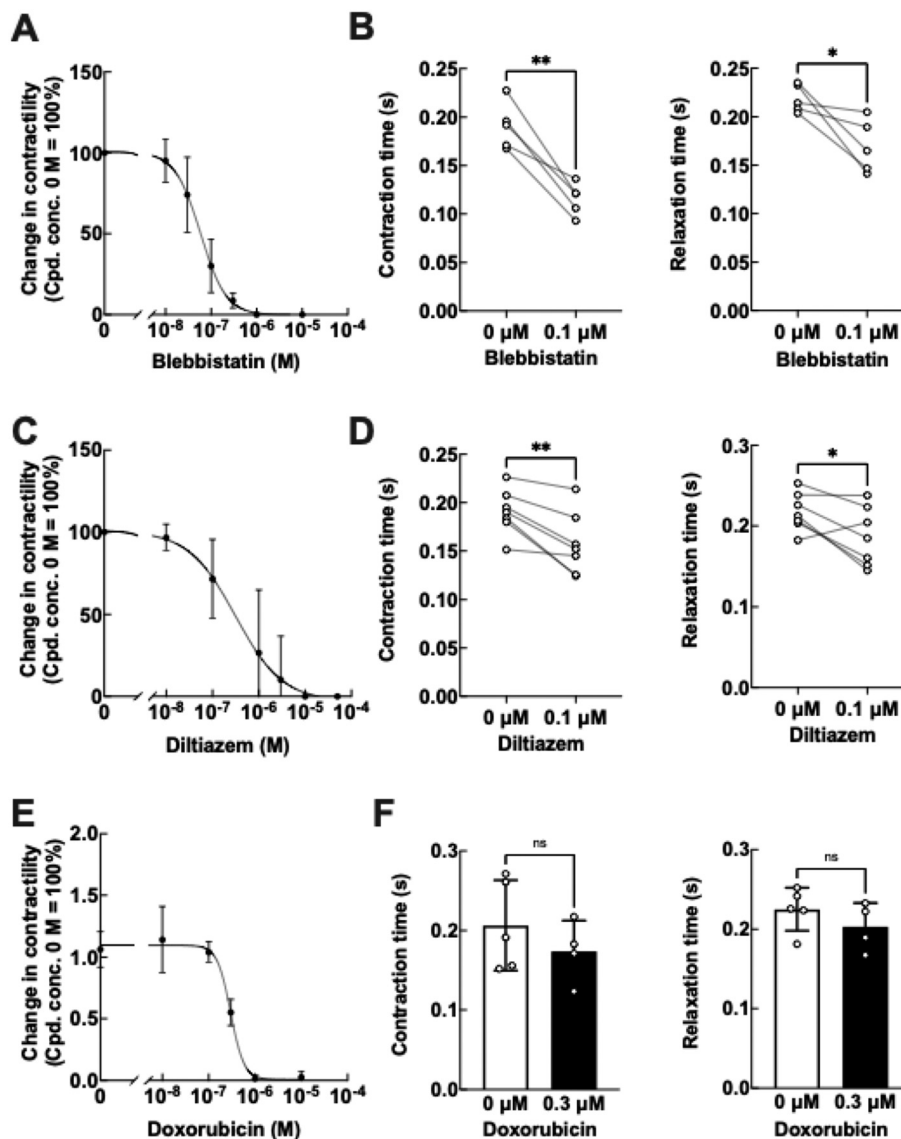 A
Change in contractility
(Cpd. conc. 0 M = 100%)
150
100
50
0
0
10-8
10-7
10-6
10-5
10-4
Blebbistatin (M)
B
**
Contraction time (s)
0.25
0.20
0.15
0.10
0.05
0.00
0 µM
0.1 µM
Blebbistatin
*
Relaxation time (s)
0.25
0.20
0.15
0.10
0.05
0.00
0 µM
0.1 µM
Blebbistatin
C
Change in contractility
(Cpd. conc. 0 M = 100%)
150
100
50
0
0
10-8
10-7
10-6
10-5
10-4
Diltiazem (M)
D
**
Contraction time (s)
0.25
0.20
0.15
0.10
0.05
0.00
0 µM
0.1 µM
Diltiazem
*
Relaxation time (s)
0.3
0.2
0.1
0.0
0 µM
0.1 µM
Diltiazem
E
Change in contractility
(Cpd. conc. 0 M = 100%)
2.0
1.5
1.0
0.5
0.0
0
10-8
10-7
10-6
10-5
10-4
Doxorubicin (M)
F
ns
Contraction time (s)
0.3
0.2
0.1
0.0
0 µM
0.3 µM
Doxorubicin
ns
Relaxation time (s)
0.3
0.2
0.1
0.0
0 µM
0.3 µM
Doxorubicin